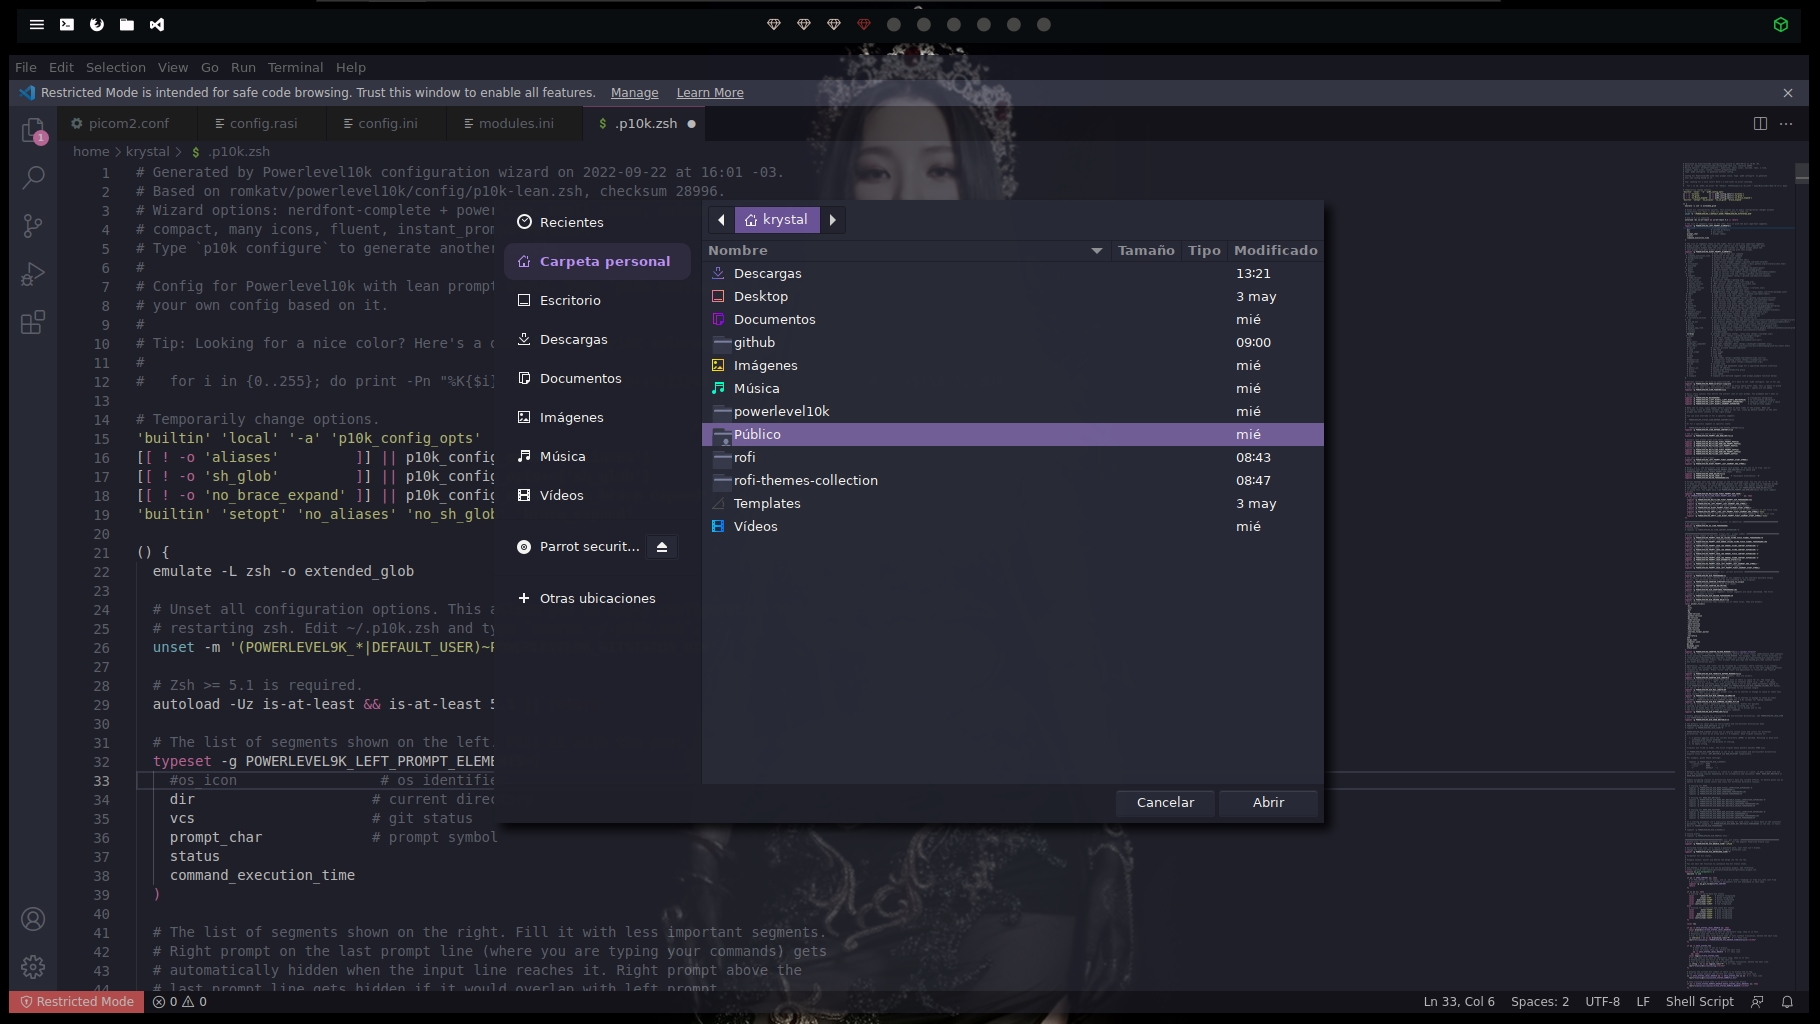 File Edit Selection View Go Run Terminal Help
Restricted Mode is intended for safe code browsing. Trust this window to enable all features. Manage Learn More
picom2.conf config.rasi config.ini modules.ini $ .p10k.zsh
1
home > krystal > $ .p10k.zsh
1 # Generated by Powerlevel10k configuration wizard on 2022-09-22 at 16:01 -03.
2 # Based on romkatv/powerlevel10k/config/p10k-lean.zsh, checksum 28996.
3 # Wizard options: nerdfont-complete + power
4 # compact, many icons, fluent, instant_prom
5 # Type `p10k configure` to generate another
6 #
7 # Config for Powerlevel10k with lean prompt
8 # your own config based on it.
9 #
10 # Tip: Looking for a nice color? Here's a
11 #
12 #   for i in {0..255}; do print -Pn "%K{$i}
13
14 # Temporarily change options.
15 'builtin' 'local' '-a' 'p10k_config_opts'
16 [[ ! -o 'aliases'         ]] || p10k_config
17 [[ ! -o 'sh_glob'         ]] || p10k_config
18 [[ ! -o 'no_brace_expand' ]] || p10k_config
19 'builtin' 'setopt' 'no_aliases' 'no_sh_glob
20
21 () {
22   emulate -L zsh -o extended_glob
23
24   # Unset all configuration options. This a
25   # restarting zsh. Edit ~/.p10k.zsh and ty
26   unset -m '(POWERLEVEL9K_*|DEFAULT_USER)~P
27
28   # Zsh >= 5.1 is required.
29   autoload -Uz is-at-least && is-at-least 5
30
31   # The list of segments shown on the left.
32   typeset -g POWERLEVEL9K_LEFT_PROMPT_ELEME
33     #os_icon                 # os identifie
34     dir                     # current direc
35     vcs                     # git status
36     prompt_char             # prompt symbol
37     status
38     command_execution_time
39   )
40
41   # The list of segments shown on the right. Fill it with less important segments.
42   # Right prompt on the last prompt line (where you are typing your commands) gets
43   # automatically hidden when the input line reaches it. Right prompt above the
44   # last prompt line gets hidden if it would overlap with left prompt.
Recientes
Carpeta personal
Escritorio
Descargas
Documentos
Imágenes
Música
Vídeos
Parrot securit...
Otras ubicaciones
krystal
Nombre Tamaño Tipo Modificado
Descargas 13:21
Desktop 3 may
Documentos mié
github 09:00
Imágenes mié
Música mié
powerlevel10k mié
Público mié
rofi 08:43
rofi-themes-collection 08:47
Templates 3 may
Vídeos mié
Cancelar Abrir
Restricted Mode 0 0 Ln 33, Col 6 Spaces: 2 UTF-8 LF Shell Script